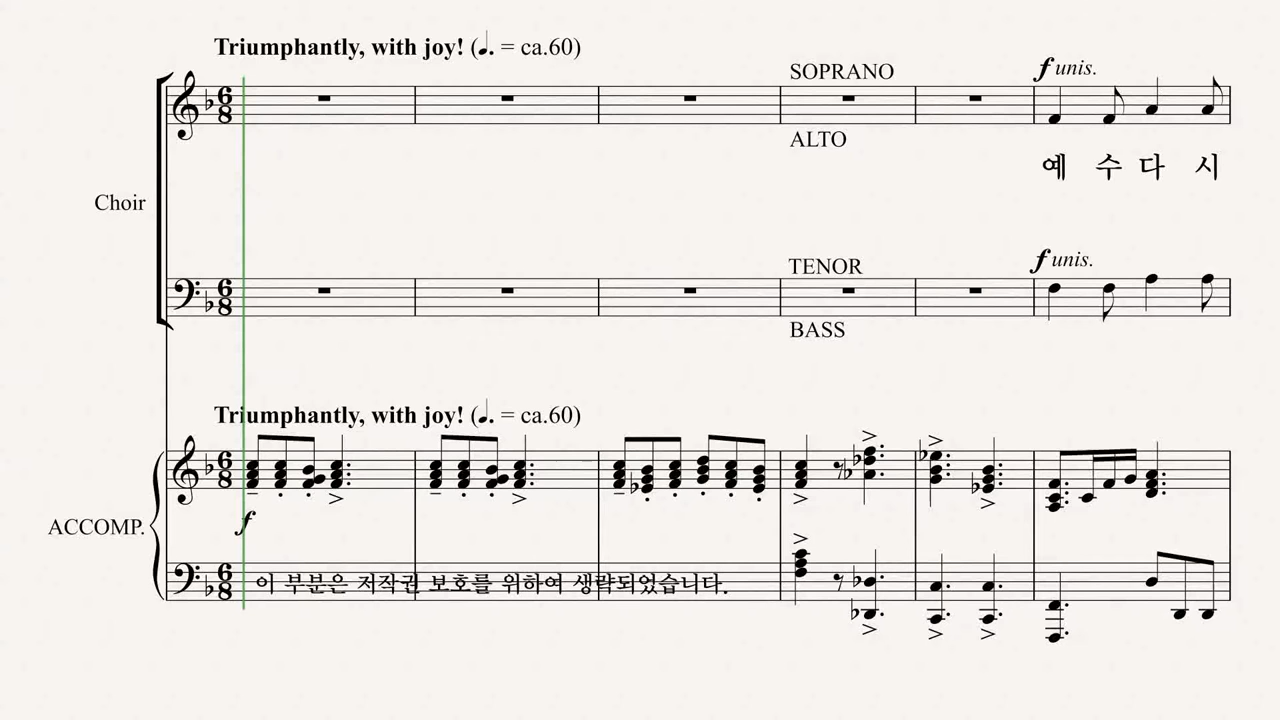 Triumphantly, with joy! (♩. = ca.60)
SOPRANO
f unis.
ALTO
예 수 다 시
Choir
TENOR
f unis.
BASS
Triumphantly, with joy! (♩. = ca.60)
f
ACCOMP.
이 부분은 저작권 보호를 위하여 생략되었습니다.